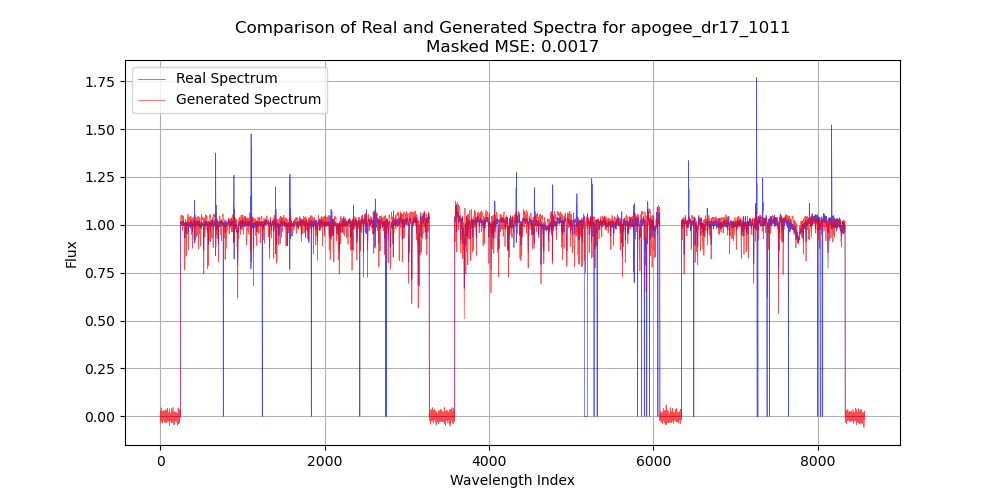 Comparison of Real and Generated Spectra for apogee_dr17_1011
Masked MSE: 0.0017
Real Spectrum
Generated Spectrum
1.75
1.50
1.25
1.00
0.75
0.50
0.25
0.00
Flux
0
2000
4000
6000
8000
Wavelength Index